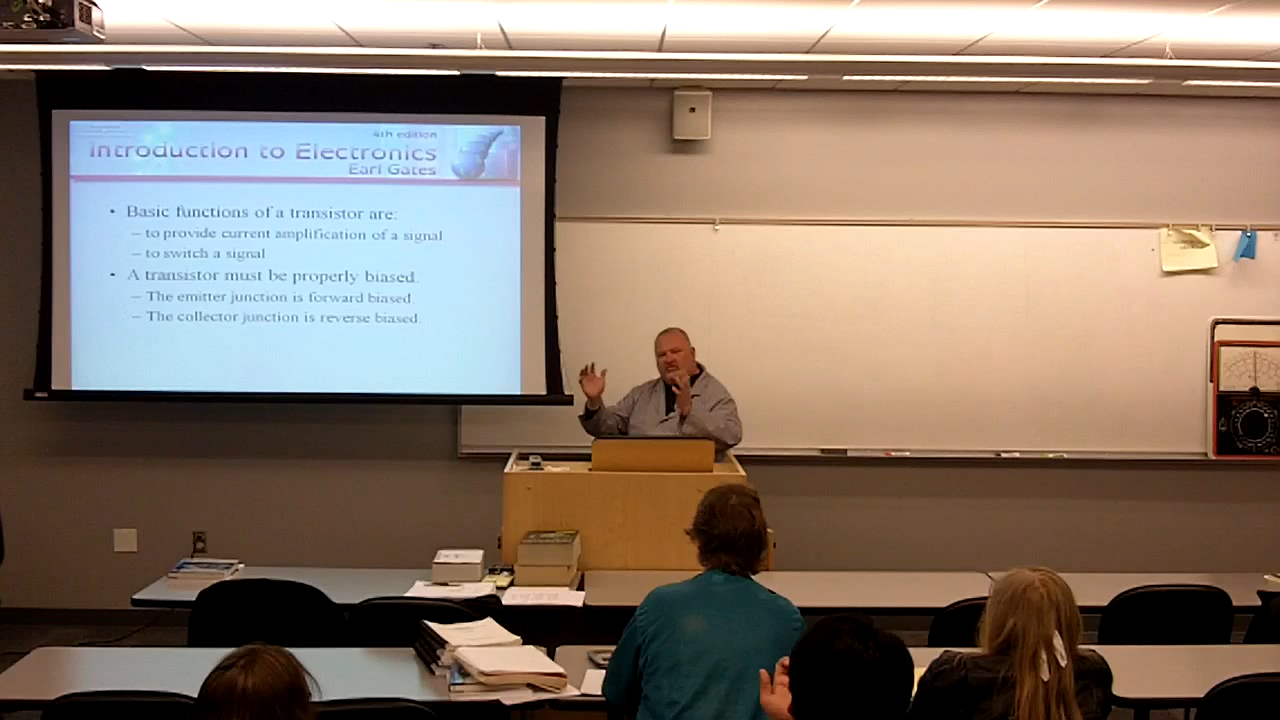 4th edition
Introduction to Electronics
Earl Gates
• Basic functions of a transistor are:
– to provide current amplification of a signal
– to switch a signal
• A transistor must be properly biased.
– The emitter junction is forward biased.
– The collector junction is reverse biased.